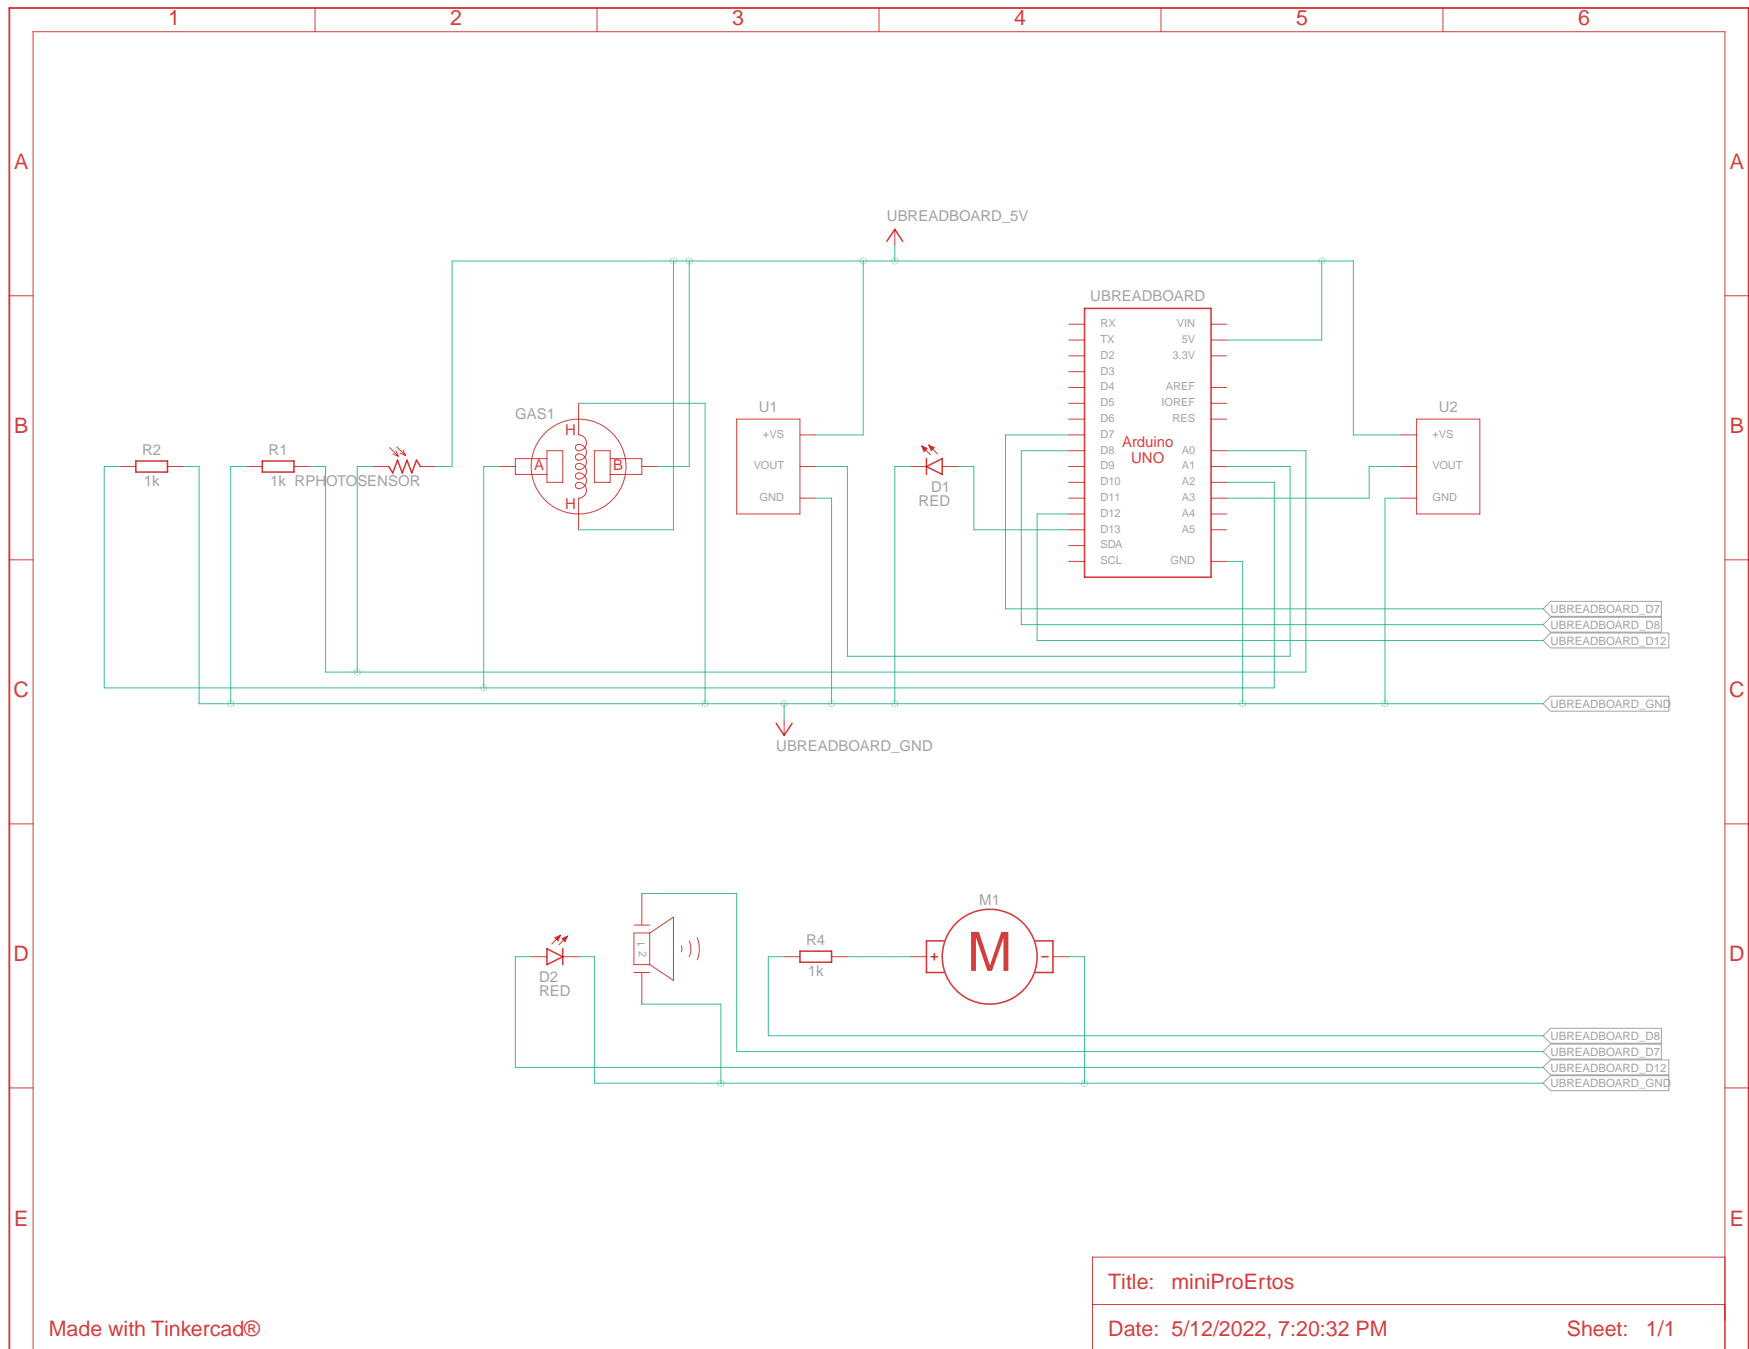 1 2 3 4 5 6
A A
UBREADBOARD_5V
UBREADBOARD
RX VIN
TX 5V
D2 3.3V
D3
D4 AREF
D5 IOREF
D6 RES
D7
D8 A0
D9 A1
D10 A2
D11 A3
D12 A4
D13 A5
SDA
SCL GND
Arduino
UNO
B B
R2
1k
R1
1k
RPHOTOSENSOR
GAS1
H
A B
H
U1
+VS
VOUT
GND
D1
RED
U2
+VS
VOUT
GND
UBREADBOARD_D7
UBREADBOARD_D8
UBREADBOARD_D12
C C
UBREADBOARD_GND
UBREADBOARD_GND
D D
D2
RED
1 2
R4
1k
M1
+ M -
UBREADBOARD_D8
UBREADBOARD_D7
UBREADBOARD_D12
UBREADBOARD_GND
E E
Title: miniProErtos
Made with Tinkercad®
Date: 5/12/2022, 7:20:32 PM Sheet: 1/1